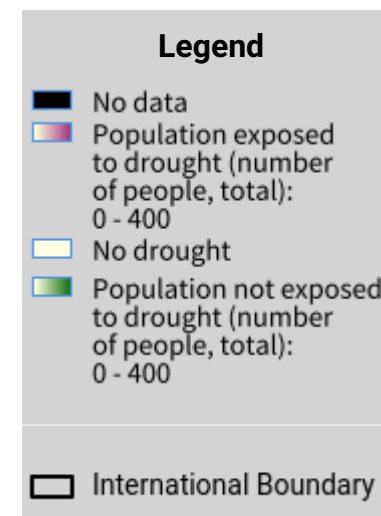 Legend
No data
Population exposed
to drought (number
of people, total):
0 - 400
No drought
Population not exposed
to drought (number
of people, total):
0 - 400
International Boundary